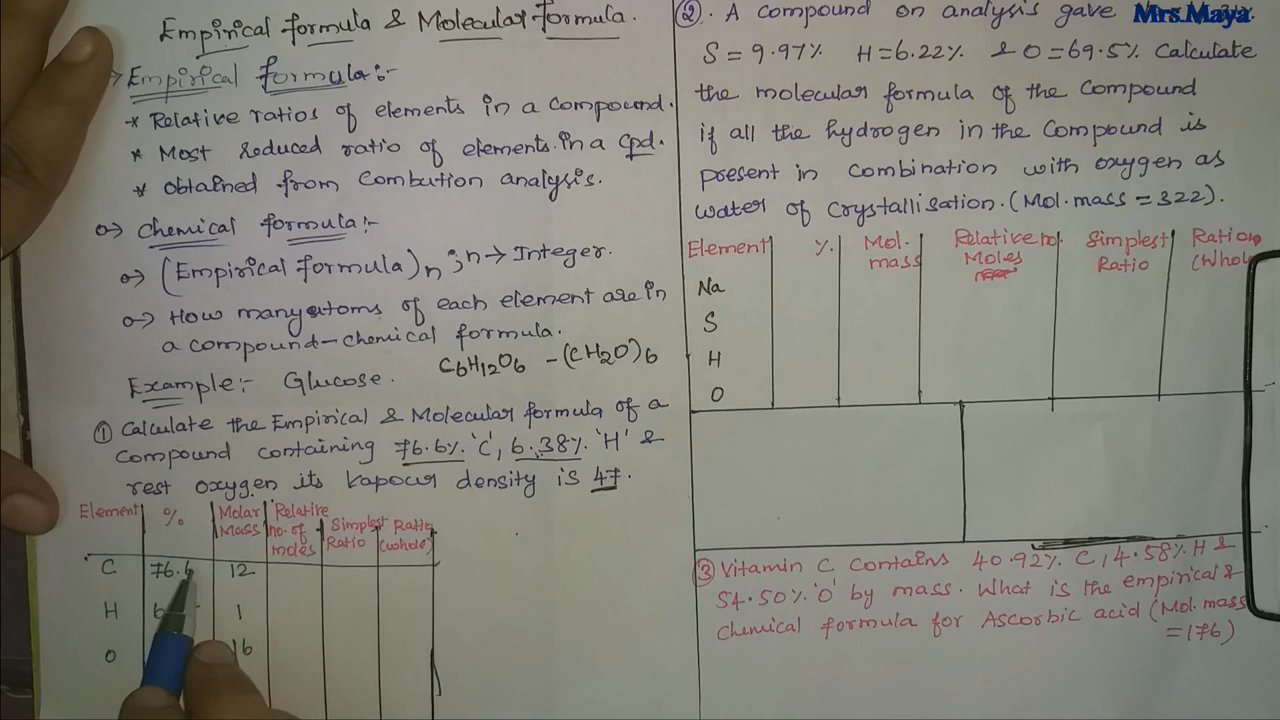 Empirical formula & Molecular formula.
→ Empirical formula:-
* Relative ratios of elements in a compound.
* Most reduced ratio of elements in a cpd.
* obtained from Combution analysis.
→ Chemical formula:-
→ (Empirical formula)n ; n → Integer.
→ How many atoms of each element are in
a compound - chemical formula.
Example:- Glucose. C6H12O6 - (CH2O)6
① Calculate the Empirical & Molecular formula of a
compound containing 76.6% 'C', 6.38% 'H' &
rest oxygen its vapour density is 47.
Element % Molar Mass Relative no. of moles Simplest Ratio Ratio (whole)
C 76.6 12
H 6 1
O 16
②. A compound on analysis gave
Mrs.Maya
S = 9.97% H = 6.22% & O = 69.5% Calculate
the molecular formula of the compound
if all the hydrogen in the compound is
present in combination with oxygen as
water of crystallisation. (Mol. mass = 322).
Element % Mol. mass Relative no. Moles Simplest Ratio Ration (Whole
Na
S
H
O
③ Vitamin C contains 40.92% C, 4.58% H &
54.50% 'O' by mass. What is the empirical &
chemical formula for Ascorbic acid (Mol. mass
= 176)